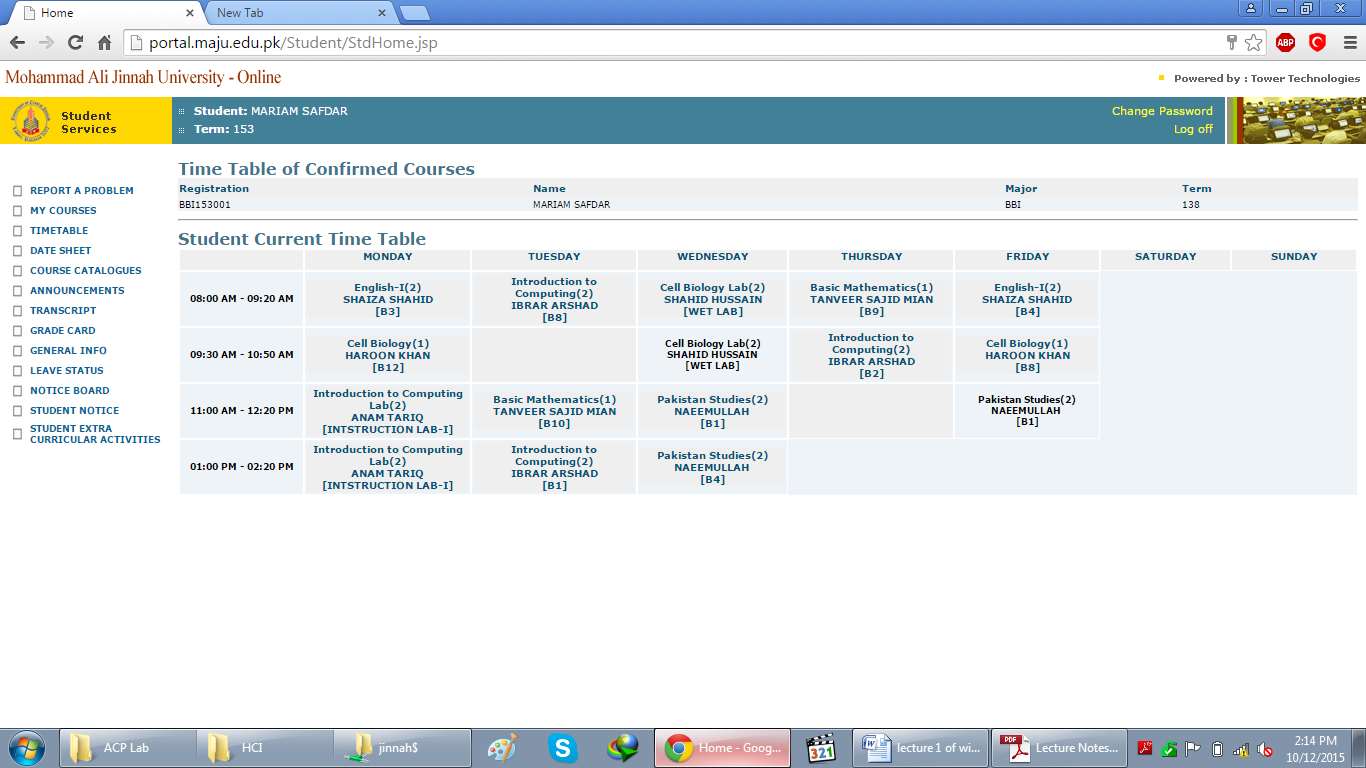 Home
New Tab
portal.maju.edu.pk/Student/StdHome.jsp
ABP
Mohammad Ali Jinnah University - Online
Powered by : Tower Technologies
Student
Services
Student: MARIAM SAFDAR
Term: 153
Change Password
Log off
REPORT A PROBLEM
MY COURSES
TIMETABLE
DATE SHEET
COURSE CATALOGUES
ANNOUNCEMENTS
TRANSCRIPT
GRADE CARD
GENERAL INFO
LEAVE STATUS
NOTICE BOARD
STUDENT NOTICE
STUDENT EXTRA
CURRICULAR ACTIVITIES
Time Table of Confirmed Courses
Registration Name Major Term
BBI153001 MARIAM SAFDAR BBI 138
Student Current Time Table
MONDAY TUESDAY WEDNESDAY THURSDAY FRIDAY SATURDAY SUNDAY
08:00 AM - 09:20 AM
English-I(2)
SHAIZA SHAHID
[B3]
Introduction to
Computing(2)
IBRAR ARSHAD
[B8]
Cell Biology Lab(2)
SHAHID HUSSAIN
[WET LAB]
Basic Mathematics(1)
TANVEER SAJID MIAN
[B9]
English-I(2)
SHAIZA SHAHID
[B4]
09:30 AM - 10:50 AM
Cell Biology(1)
HAROON KHAN
[B12]
Cell Biology Lab(2)
SHAHID HUSSAIN
[WET LAB]
Introduction to
Computing(2)
IBRAR ARSHAD
[B2]
Cell Biology(1)
HAROON KHAN
[B8]
11:00 AM - 12:20 PM
Introduction to Computing
Lab(2)
ANAM TARIQ
[INTSTRUCTION LAB-I]
Basic Mathematics(1)
TANVEER SAJID MIAN
[B10]
Pakistan Studies(2)
NAEEMULLAH
[B1]
Pakistan Studies(2)
NAEEMULLAH
[B1]
01:00 PM - 02:20 PM
Introduction to Computing
Lab(2)
ANAM TARIQ
[INTSTRUCTION LAB-I]
Introduction to
Computing(2)
IBRAR ARSHAD
[B1]
Pakistan Studies(2)
NAEEMULLAH
[B4]
ACP Lab
HCI
jinnah$
Home - Goog...
321
lecture 1 of wi...
PDF
Lecture Notes...
2:14 PM
10/12/2015